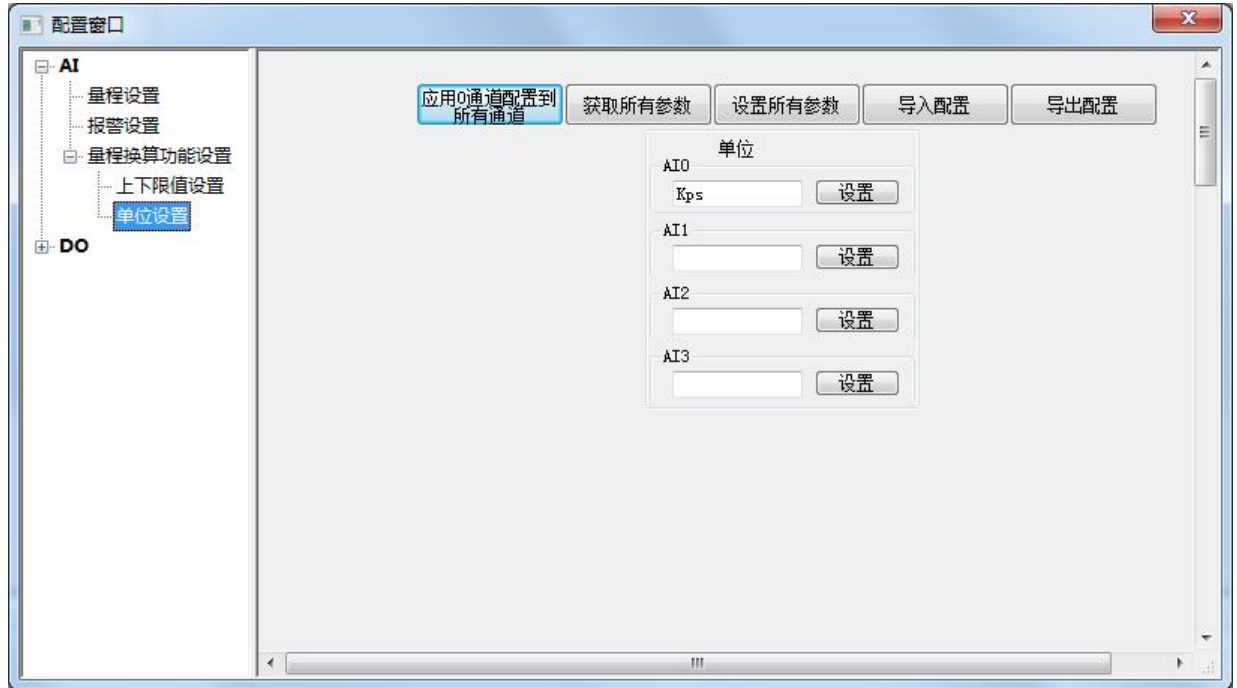 配置窗口
AI
量程设置
报警设置
量程换算功能设置
上下限值设置
单位设置
DO
应用0通道配置到
所有通道
获取所有参数
设置所有参数
导入配置
导出配置
单位
AI0
Kps
设置
AI1
设置
AI2
设置
AI3
设置